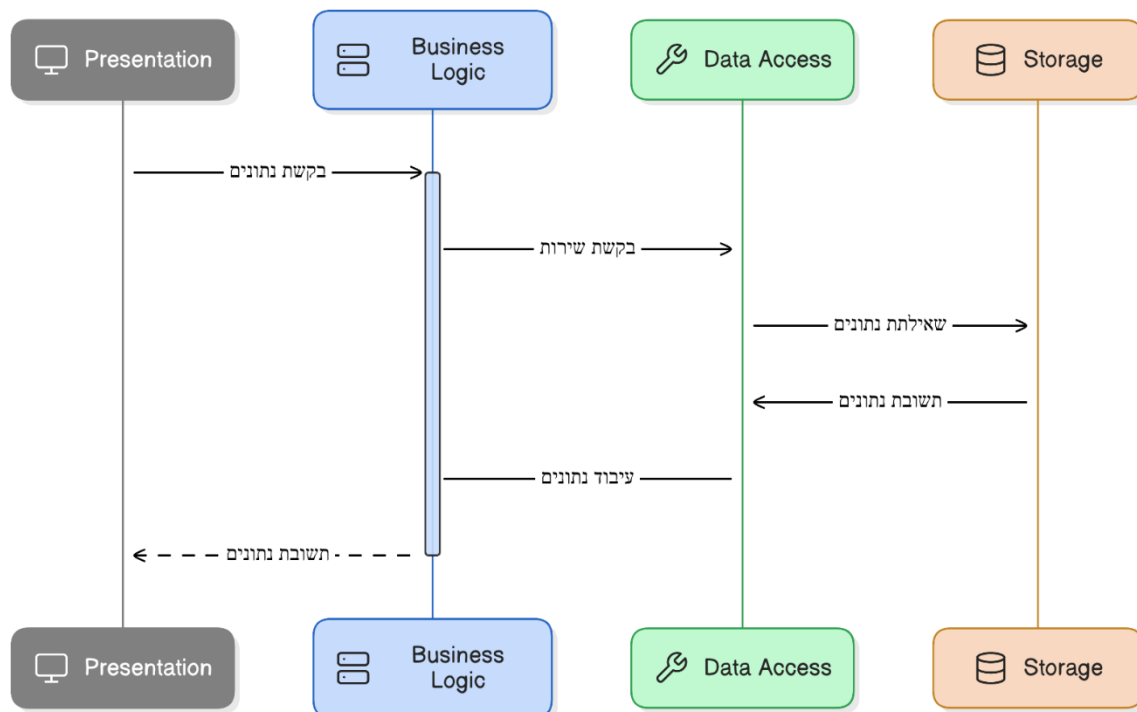 Presentation
Business
Logic
Data Access
Storage
בקשת נתונים
בקשת שירות
שאילתת נתונים
תשובת נתונים
עיבוד נתונים
תשובת נתונים
Presentation
Business
Logic
Data Access
Storage